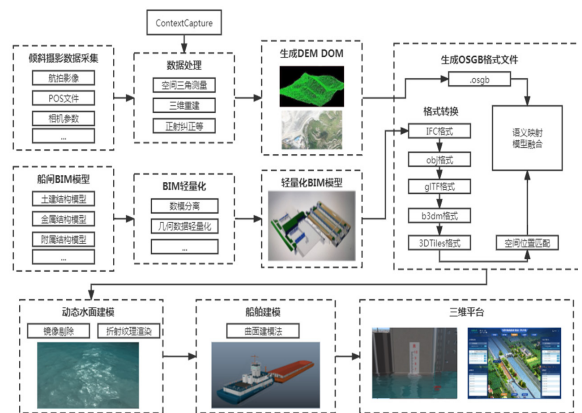 ContextCapture
倾斜摄影数据采集
航拍影像
POS文件
相机参数
...
数据处理
空间三角测量
三维重建
正射纠正等
生成DEM DOM
生成OSGB格式文件
.osgb
格式转换
IFC格式
obj格式
glTF格式
b3dm格式
3DTiles格式
语义映射
模型融合
空间位置匹配
船闸BIM模型
土建结构模型
金属结构模型
附属结构模型
...
BIM轻量化
数模分离
几何数据轻量化
...
轻量化BIM模型
动态水面建模
镜像剔除
折射纹理渲染
船舶建模
曲面建模法
三维平台